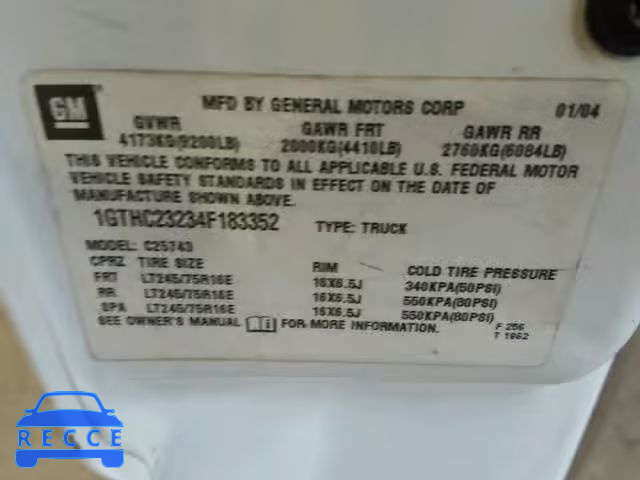 GM
MFD BY GENERAL MOTORS CORP 01/04
GVWR GAWR FRT GAWR RR
4173KG(9200LB) 2000KG(4410LB) 2760KG(6084LB)
THIS VEHICLE CONFORMS TO ALL APPLICABLE U.S. FEDERAL MOTOR
VEHICLE SAFETY STANDARDS IN EFFECT ON THE DATE OF
MANUFACTURE SHOWN ABOVE.
1GTHC23234F183352 TYPE: TRUCK
MODEL: C25743
CPRZ TIRE SIZE RIM COLD TIRE PRESSURE
FRT LT245/75R16E 16X6.5J 340KPA(50PSI)
RR LT245/75R16E 16X6.5J 550KPA(80PSI)
SPA LT245/75R16E 16X6.5J 550KPA(80PSI)
SEE OWNER'S MANUAL FOR MORE INFORMATION.
F 256
T 1962
RECCE